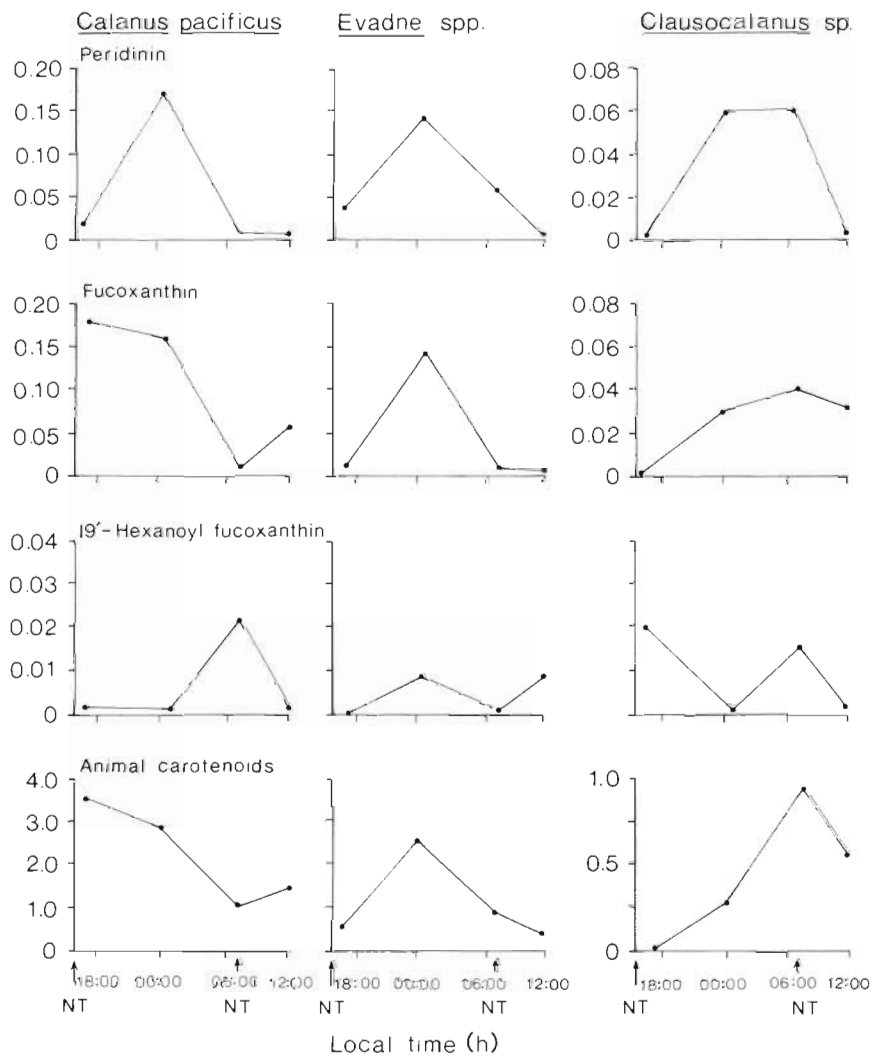 Calanus pacificus Evadne spp. Clausocalanus sp.
Peridinin
0.20 0.08
0.15 0.06
0.10 0.04
0.05 0.02
0 0
Fucoxanthin
0.20 0.08
0.15 0.06
0.10 0.04
0.05 0.02
0 0
19′-Hexanoyl fucoxanthin
0.04
0.03
0.02
0.01
0
Animal carotenoids
4.0 1.0
3.0
2.0 0.5
1.0
0 0
18:00 00:00 06:00 12:00 18:00 00:00 06:00 12:00 18:00 00:00 06:00 12:00
NT NT NT NT NT NT
Local time (h)